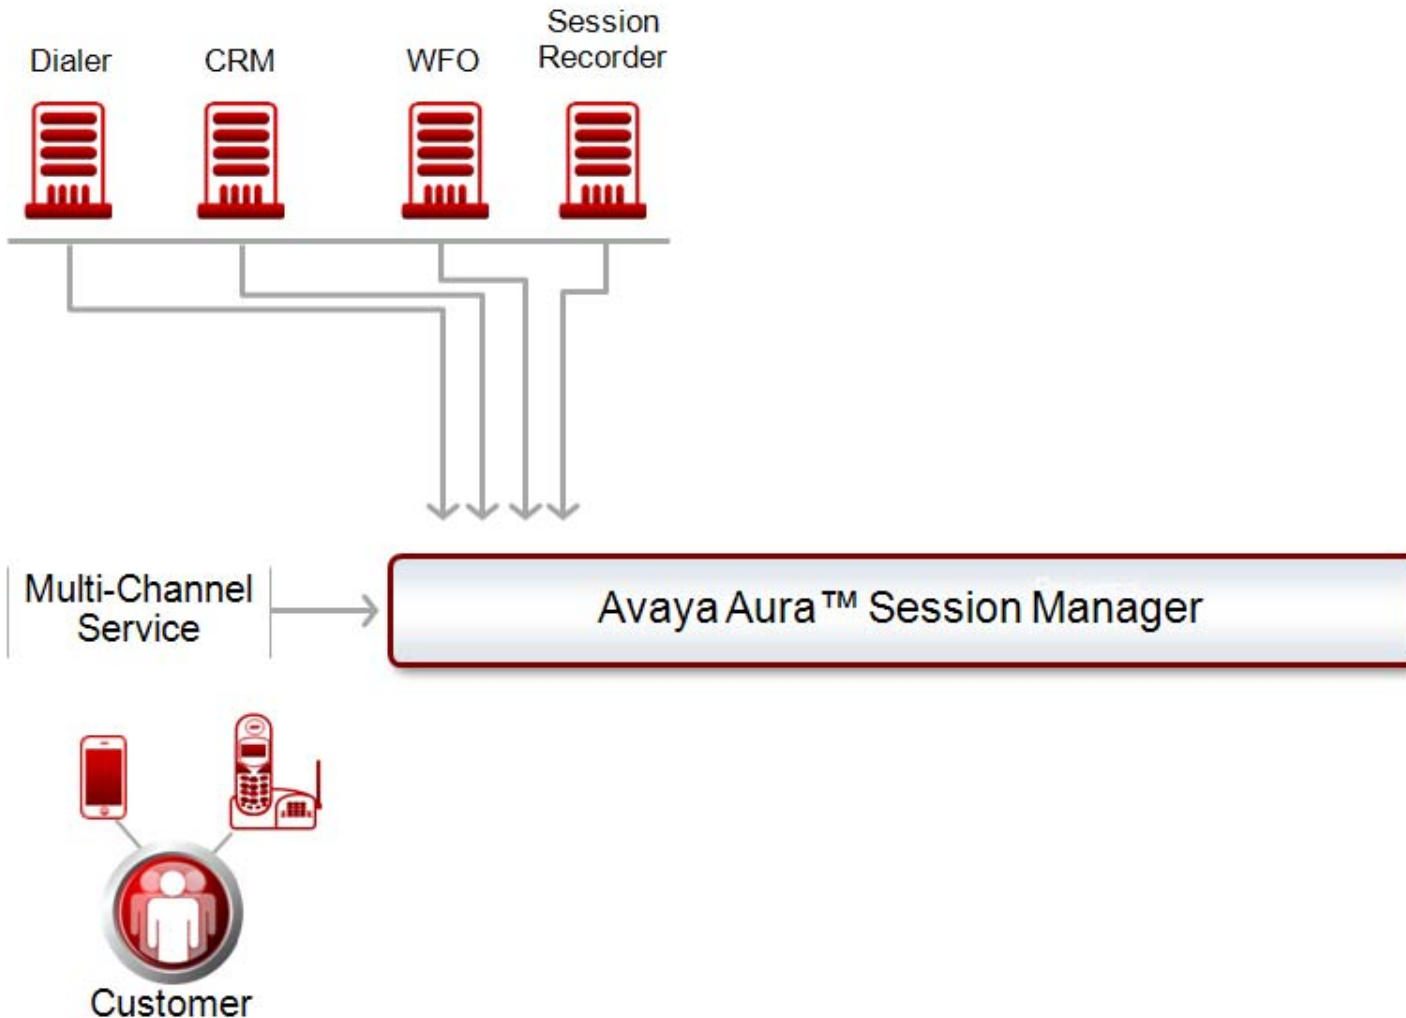 Dialer
CRM
WFO
Session
Recorder
Multi-Channel
Service
Avaya Aura™ Session Manager
Customer